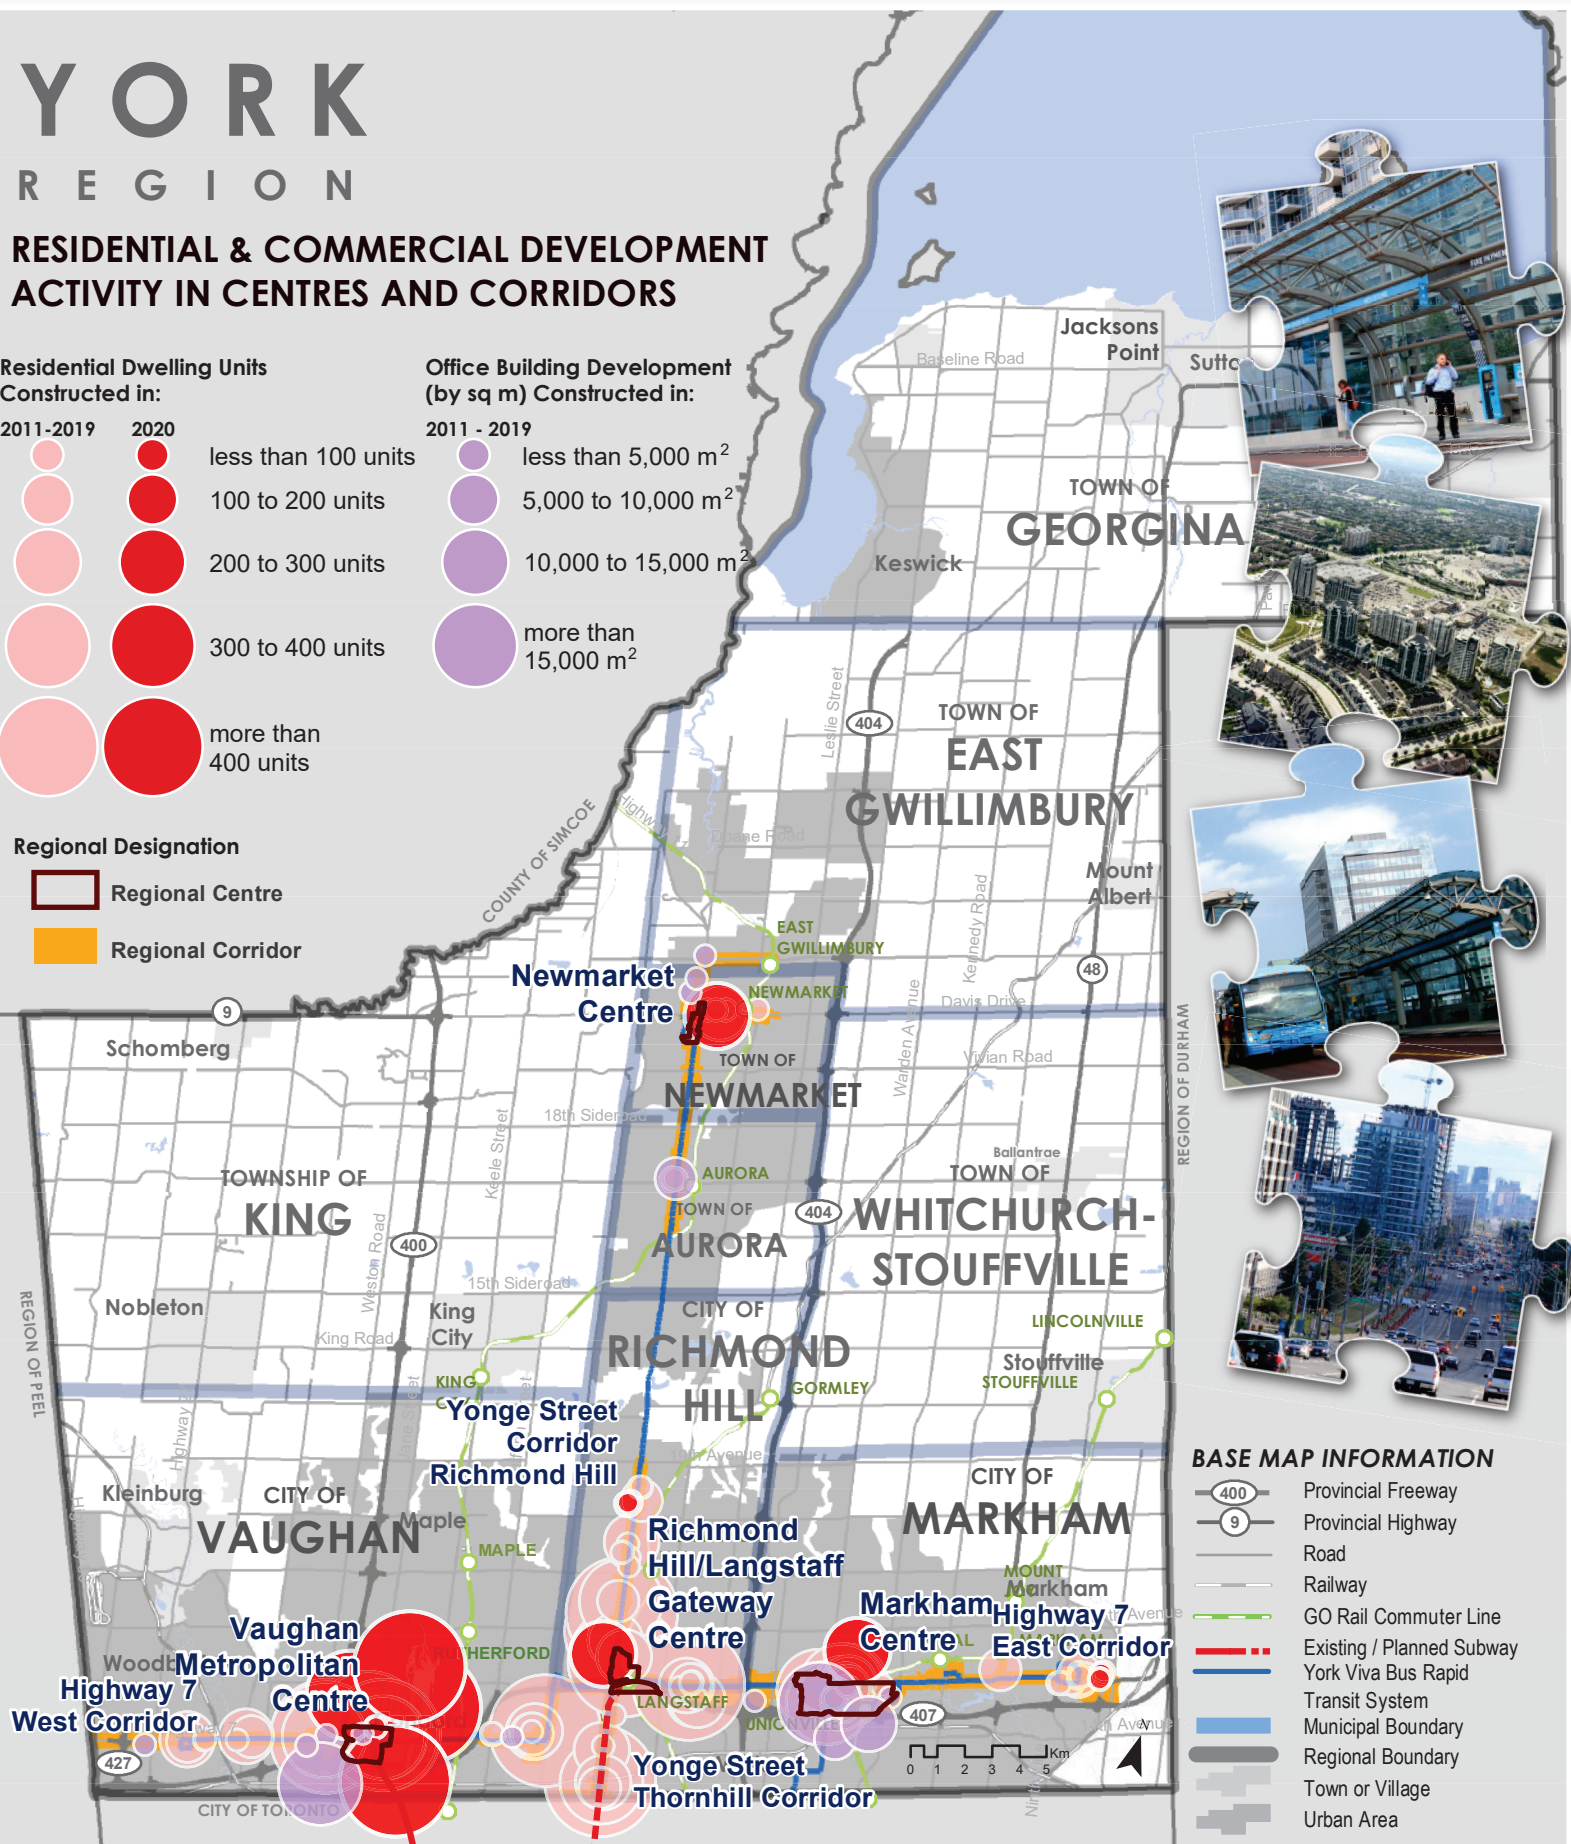 YORK
REGION
RESIDENTIAL & COMMERCIAL DEVELOPMENT
ACTIVITY IN CENTRES AND CORRIDORS
Residential Dwelling Units
Constructed in:
2011-2019
2020
less than 100 units
100 to 200 units
200 to 300 units
300 to 400 units
more than
400 units
Office Building Development
(by sq m) Constructed in:
2011 - 2019
less than 5,000 m²
5,000 to 10,000 m²
10,000 to 15,000 m²
more than
15,000 m²
Regional Designation
Regional Centre
Regional Corridor
Jacksons
Point
Baseline Road
Sutto
TOWN OF
GEORGINA
Keswick
Leslie Street
404
TOWN OF
EAST
GWILLIMBURY
Highway
Doane Road
COUNTY OF SIMCOE
Mount
Albert
Kennedy Road
EAST
GWILLIMBURY
48
Newmarket
Centre
NEWMARKET
Davis Drive
Warden Avenue
Vivian Road
REGION OF DURHAM
9
Schomberg
TOWN OF
NEWMARKET
18th Sideroad
Keele Street
Ballantrae
TOWN OF
WHITCHURCH-
STOUFFVILLE
AURORA
TOWN OF
AURORA
404
TOWNSHIP OF
KING
Weston Road
400
15th Sideroad
REGION OF PEEL
Nobleton
King
City
King Road
CITY OF
RICHMOND
HILL
LINCOLNVILLE
Stouffville
STOUFFVILLE
KING
GORMLEY
Yonge Street
Corridor
Richmond Hill
19th Avenue
Kleinburg
CITY OF
VAUGHAN
Maple
MAPLE
CITY OF
MARKHAM
Richmond
Hill/Langstaff
Gateway
Centre
MOUNT
Markham
Markham
Centre
Highway 7
East Corridor
Vaughan
Metropolitan
Centre
RUTHERFORD
Woodb
Highway 7
West Corridor
LANGSTAFF
UNIONVILLE
407
427
CITY OF TORONTO
Yonge Street
Thornhill Corridor
0 1 2 3 4 5 Km
N
BASE MAP INFORMATION
400 Provincial Freeway
9 Provincial Highway
Road
Railway
GO Rail Commuter Line
Existing / Planned Subway
York Viva Bus Rapid
Transit System
Municipal Boundary
Regional Boundary
Town or Village
Urban Area